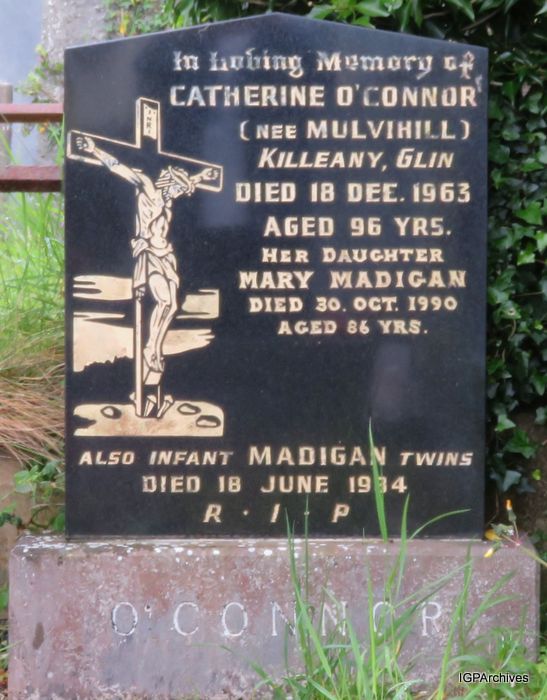 In Loving Memory of
CATHERINE O'CONNOR
(NEE MULVIHILL)
KILLEANY, GLIN
DIED 18 DEC. 1963
AGED 96 YRS.
HER DAUGHTER
MARY MADIGAN
DIED 30. OCT. 1990
AGED 86 YRS.
INRI
ALSO INFANT MADIGAN TWINS
DIED 18 JUNE 1934
R · I · P
O'CONNOR
IGPArchives